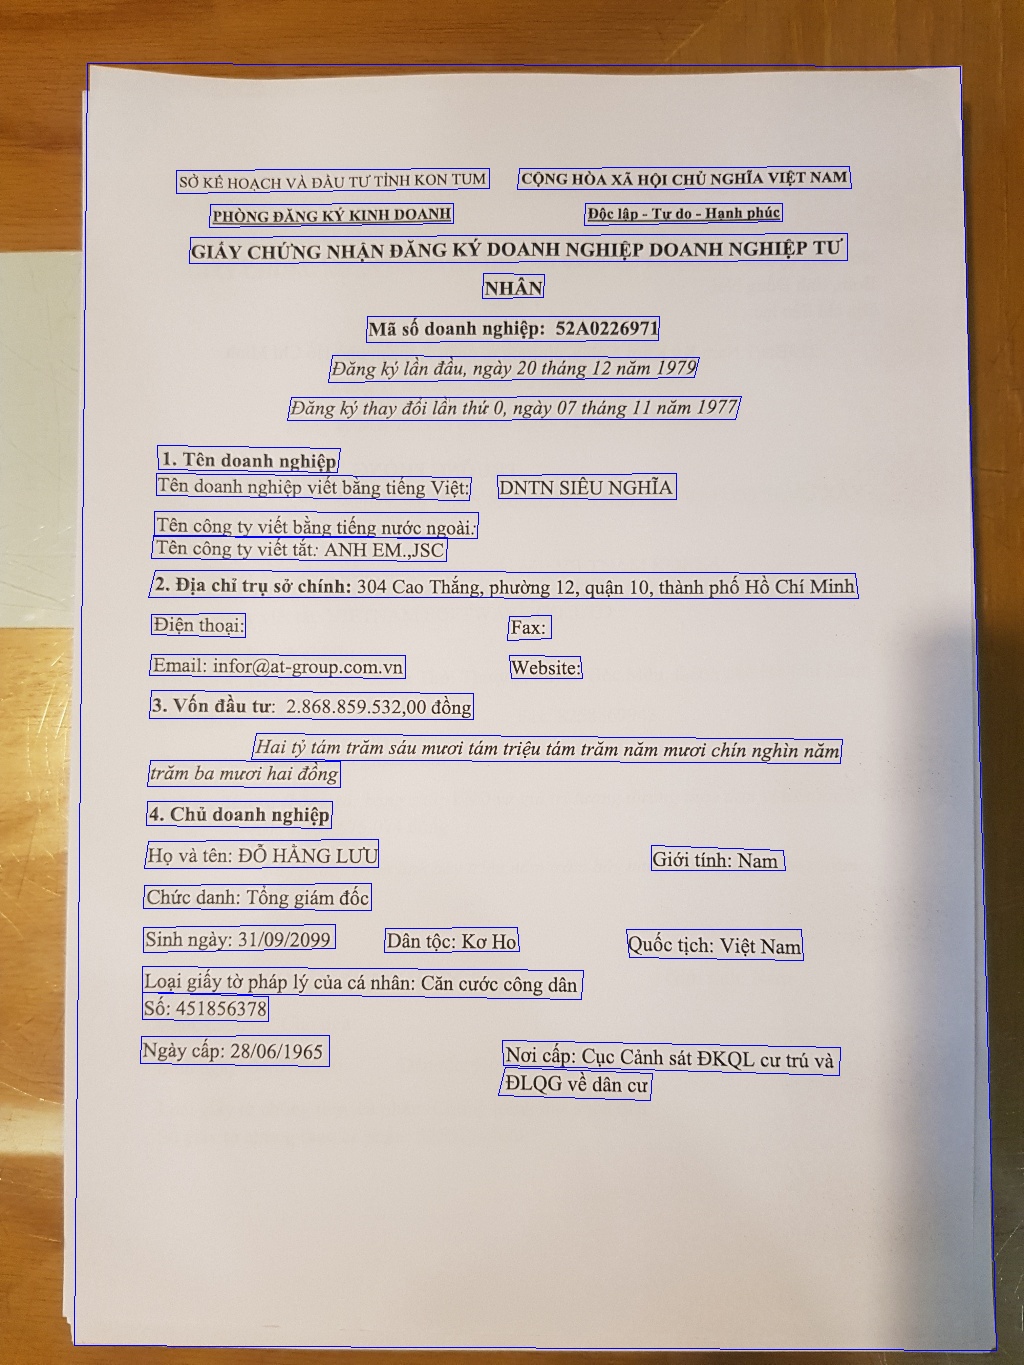 SỞ KẾ HOẠCH VÀ ĐẦU TƯ TỈNH KON TUM
CỘNG HÒA XÃ HỘI CHỦ NGHĨA VIỆT NAM
PHÒNG ĐĂNG KÝ KINH DOANH
Độc lập - Tự do - Hạnh phúc
GIẤY CHỨNG NHẬN ĐĂNG KÝ DOANH NGHIỆP DOANH NGHIỆP TƯ
NHÂN
Mã số doanh nghiệp: 52A0226971
Đăng ký lần đầu, ngày 20 tháng 12 năm 1979
Đăng ký thay đổi lần thứ 0, ngày 07 tháng 11 năm 1977
1. Tên doanh nghiệp
Tên doanh nghiệp viết bằng tiếng Việt: DNTN SIÊU NGHĨA
Tên công ty viết bằng tiếng nước ngoài:
Tên công ty viết tắt: ANH EM.,JSC
2. Địa chỉ trụ sở chính: 304 Cao Thắng, phường 12, quận 10, thành phố Hồ Chí Minh
Điện thoại: Fax:
Email: infor@at-group.com.vn Website:
3. Vốn đầu tư: 2.868.859.532,00 đồng
Hai tỷ tám trăm sáu mươi tám triệu tám trăm năm mươi chín nghìn năm
trăm ba mươi hai đồng
4. Chủ doanh nghiệp
Họ và tên: ĐỖ HẰNG LƯU Giới tính: Nam
Chức danh: Tổng giám đốc
Sinh ngày: 31/09/2099 Dân tộc: Kơ Ho Quốc tịch: Việt Nam
Loại giấy tờ pháp lý của cá nhân: Căn cước công dân
Số: 451856378
Ngày cấp: 28/06/1965 Nơi cấp: Cục Cảnh sát ĐKQL cư trú và
ĐLQG về dân cư